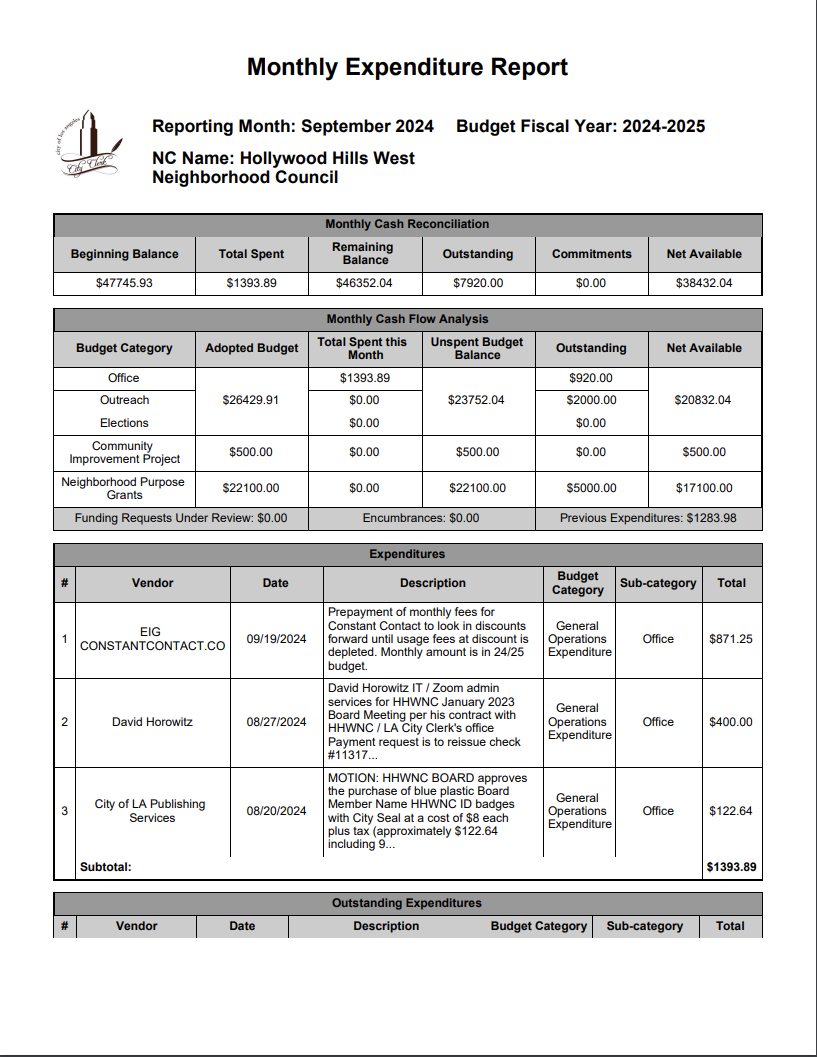 Monthly Expenditure Report
city of los angeles
City Clerk
Reporting Month: September 2024 Budget Fiscal Year: 2024-2025
NC Name: Hollywood Hills West
Neighborhood Council
Monthly Cash Reconciliation
Beginning Balance Total Spent Remaining Balance Outstanding Commitments Net Available
$47745.93 $1393.89 $46352.04 $7920.00 $0.00 $38432.04
Monthly Cash Flow Analysis
Budget Category Adopted Budget Total Spent this Month Unspent Budget Balance Outstanding Net Available
Office $1393.89 $920.00
Outreach $26429.91 $0.00 $23752.04 $2000.00 $20832.04
Elections $0.00 $0.00
Community
Improvement Project $500.00 $0.00 $500.00 $0.00 $500.00
Neighborhood Purpose
Grants $22100.00 $0.00 $22100.00 $5000.00 $17100.00
Funding Requests Under Review: $0.00 Encumbrances: $0.00 Previous Expenditures: $1283.98
Expenditures
# Vendor Date Description Budget Category Sub-category Total
1 EIG
CONSTANTCONTACT.CO 09/19/2024
Prepayment of monthly fees for
Constant Contact to look in discounts
forward until usage fees at discount is
depleted. Monthly amount is in 24/25
budget.
General
Operations
Expenditure
Office $871.25
2 David Horowitz 08/27/2024
David Horowitz IT / Zoom admin
services for HHWNC January 2023
Board Meeting per his contract with
HHWNC / LA City Clerk's office
Payment request is to reissue check
#11317...
General
Operations
Expenditure
Office $400.00
3 City of LA Publishing
Services 08/20/2024
MOTION: HHWNC BOARD approves
the purchase of blue plastic Board
Member Name HHWNC ID badges
with City Seal at a cost of $8 each
plus tax (approximately $122.64
including 9...
General
Operations
Expenditure
Office $122.64
Subtotal: $1393.89
Outstanding Expenditures
# Vendor Date Description Budget Category Sub-category Total